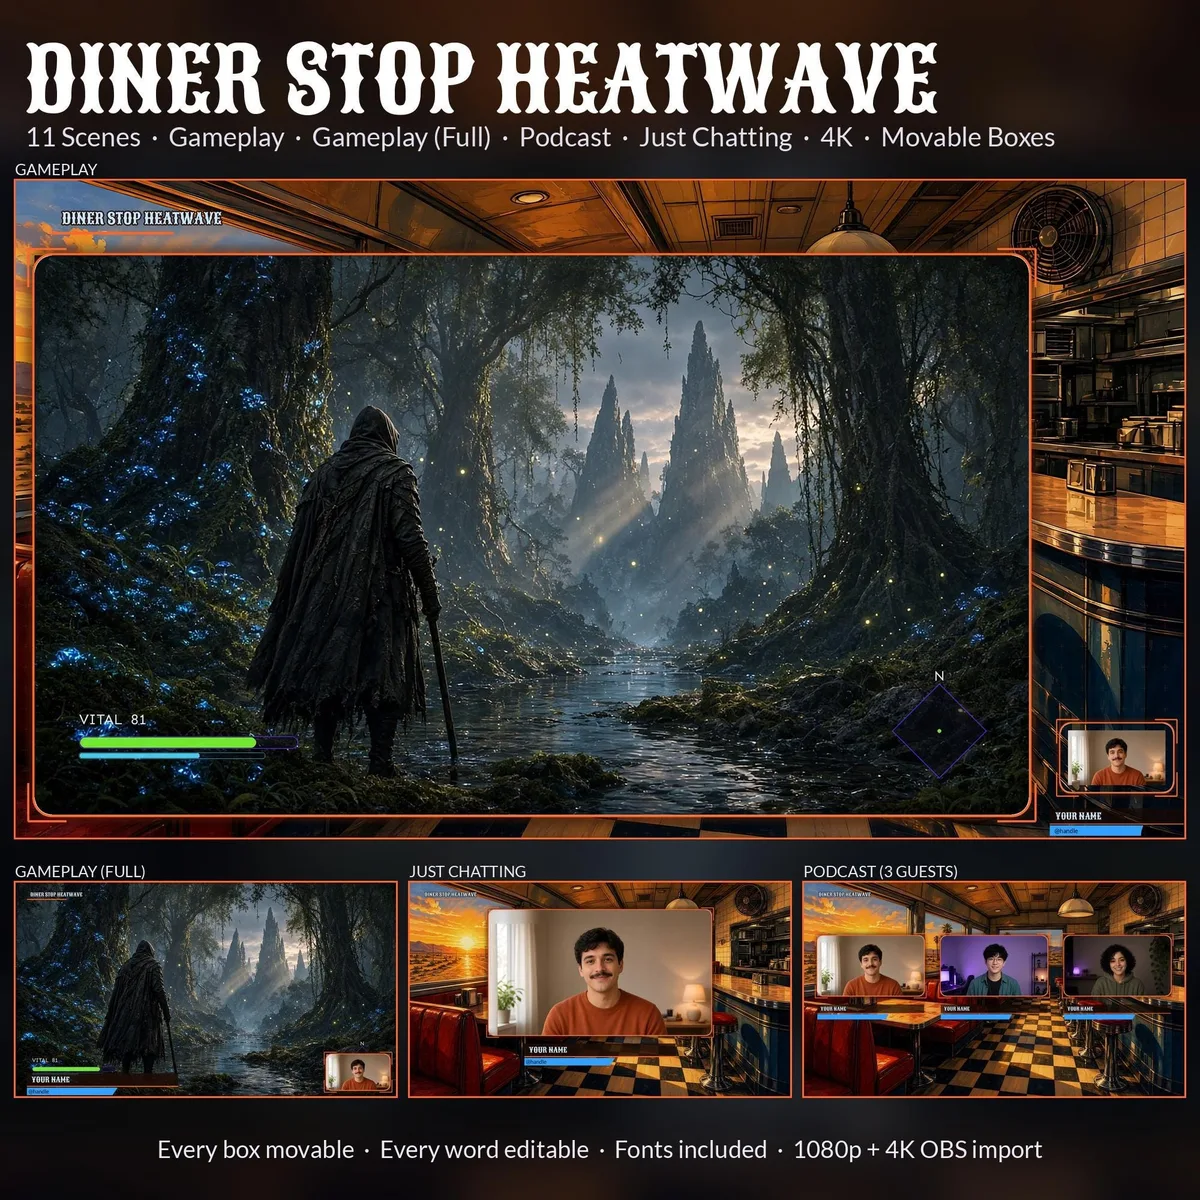 DINER STOP HEATWAVE
11 Scenes · Gameplay · Gameplay (Full) · Podcast · Just Chatting · 4K · Movable Boxes
GAMEPLAY
DINER STOP HEATWAVE
VITAL 81
N
YOUR NAME
@handle
GAMEPLAY (FULL)
JUST CHATTING
PODCAST (3 GUESTS)
DINER STOP HEATWAVE
DINER STOP HEATWAVE
DINER STOP HEATWAVE
N
VITAL 81
YOUR NAME
@handle
YOUR NAME
@handle
YOUR NAME
YOUR NAME
YOUR NAME
Every box movable · Every word editable · Fonts included · 1080p + 4K OBS import